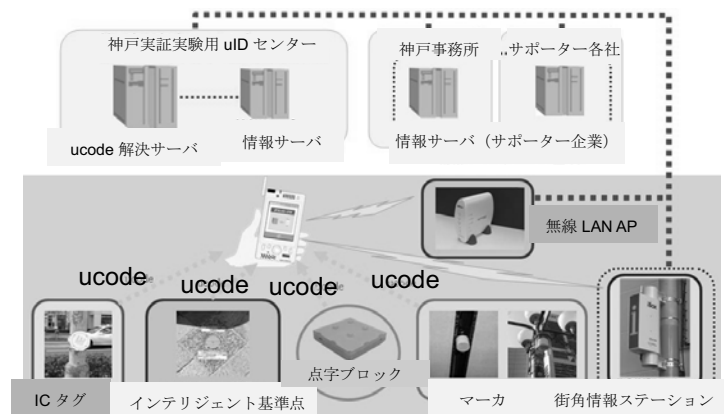 神戸実証実験用 uID センター
神戸事務所
サポーター各社
ucode 解決サーバ
情報サーバ
情報サーバ（サポーター企業）
無線 LAN AP
ucode
ucode
ucode
ucode
点字ブロック
IC タグ
インテリジェント基準点
マーカ
街角情報ステーション